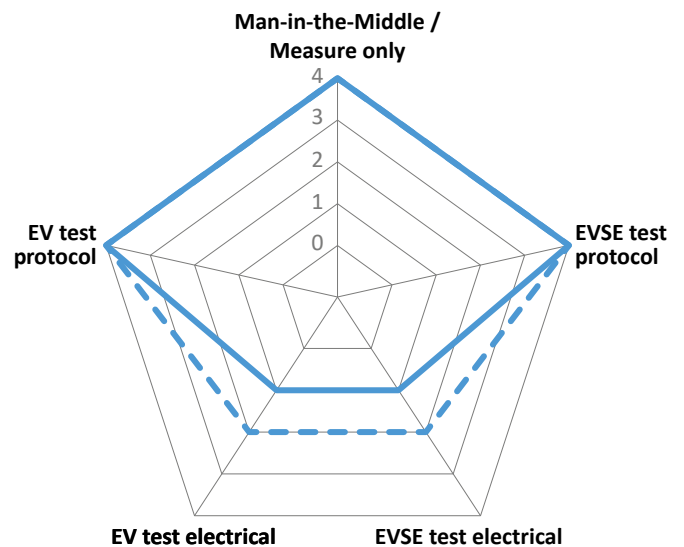 Man-in-the-Middle /
Measure only
4
3
2
1
0
EV test
protocol
EVSE test
protocol
EV test electrical
EVSE test electrical